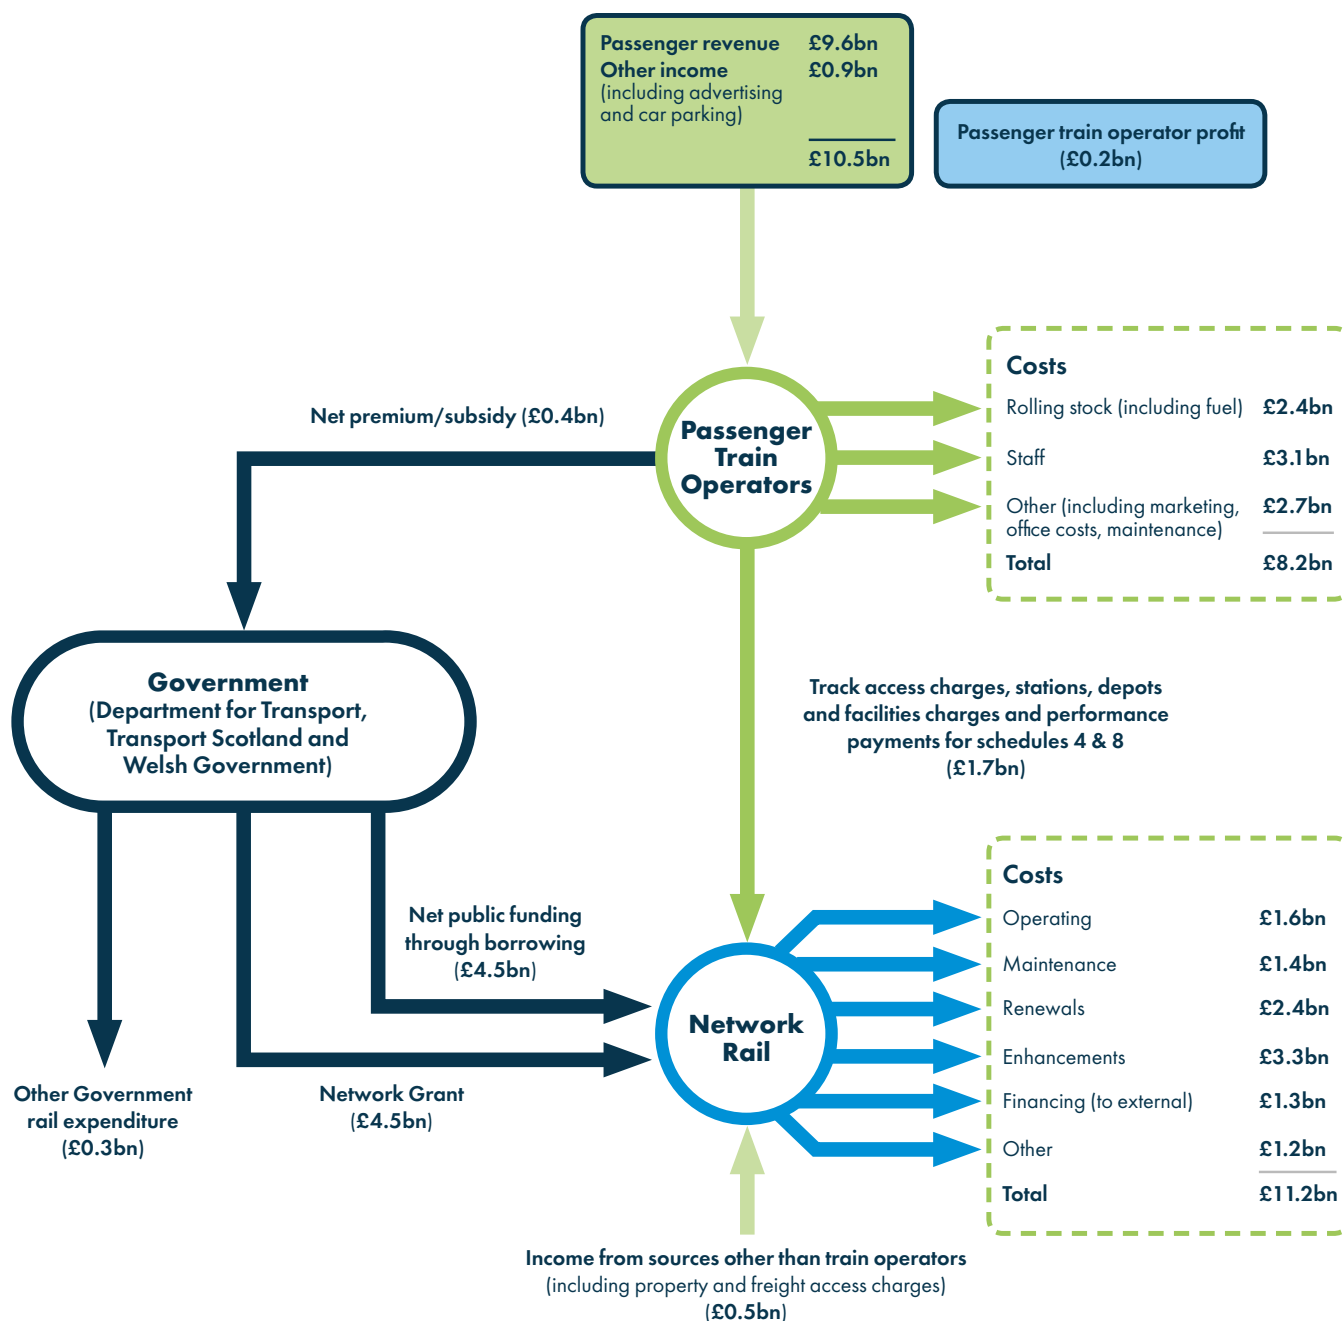 Passenger revenue £9.6bn
Other income £0.9bn
(including advertising
and car parking)
£10.5bn
Passenger train operator profit
(£0.2bn)
Net premium/subsidy (£0.4bn)
Passenger
Train
Operators
Costs
Rolling stock (including fuel) £2.4bn
Staff £3.1bn
Other (including marketing, £2.7bn
office costs, maintenance)
Total £8.2bn
Government
(Department for Transport,
Transport Scotland and
Welsh Government)
Track access charges, stations, depots
and facilities charges and performance
payments for schedules 4 & 8
(£1.7bn)
Net public funding
through borrowing
(£4.5bn)
Other Government
rail expenditure
(£0.3bn)
Network Grant
(£4.5bn)
Network
Rail
Costs
Operating £1.6bn
Maintenance £1.4bn
Renewals £2.4bn
Enhancements £3.3bn
Financing (to external) £1.3bn
Other £1.2bn
Total £11.2bn
Income from sources other than train operators
(including property and freight access charges)
(£0.5bn)